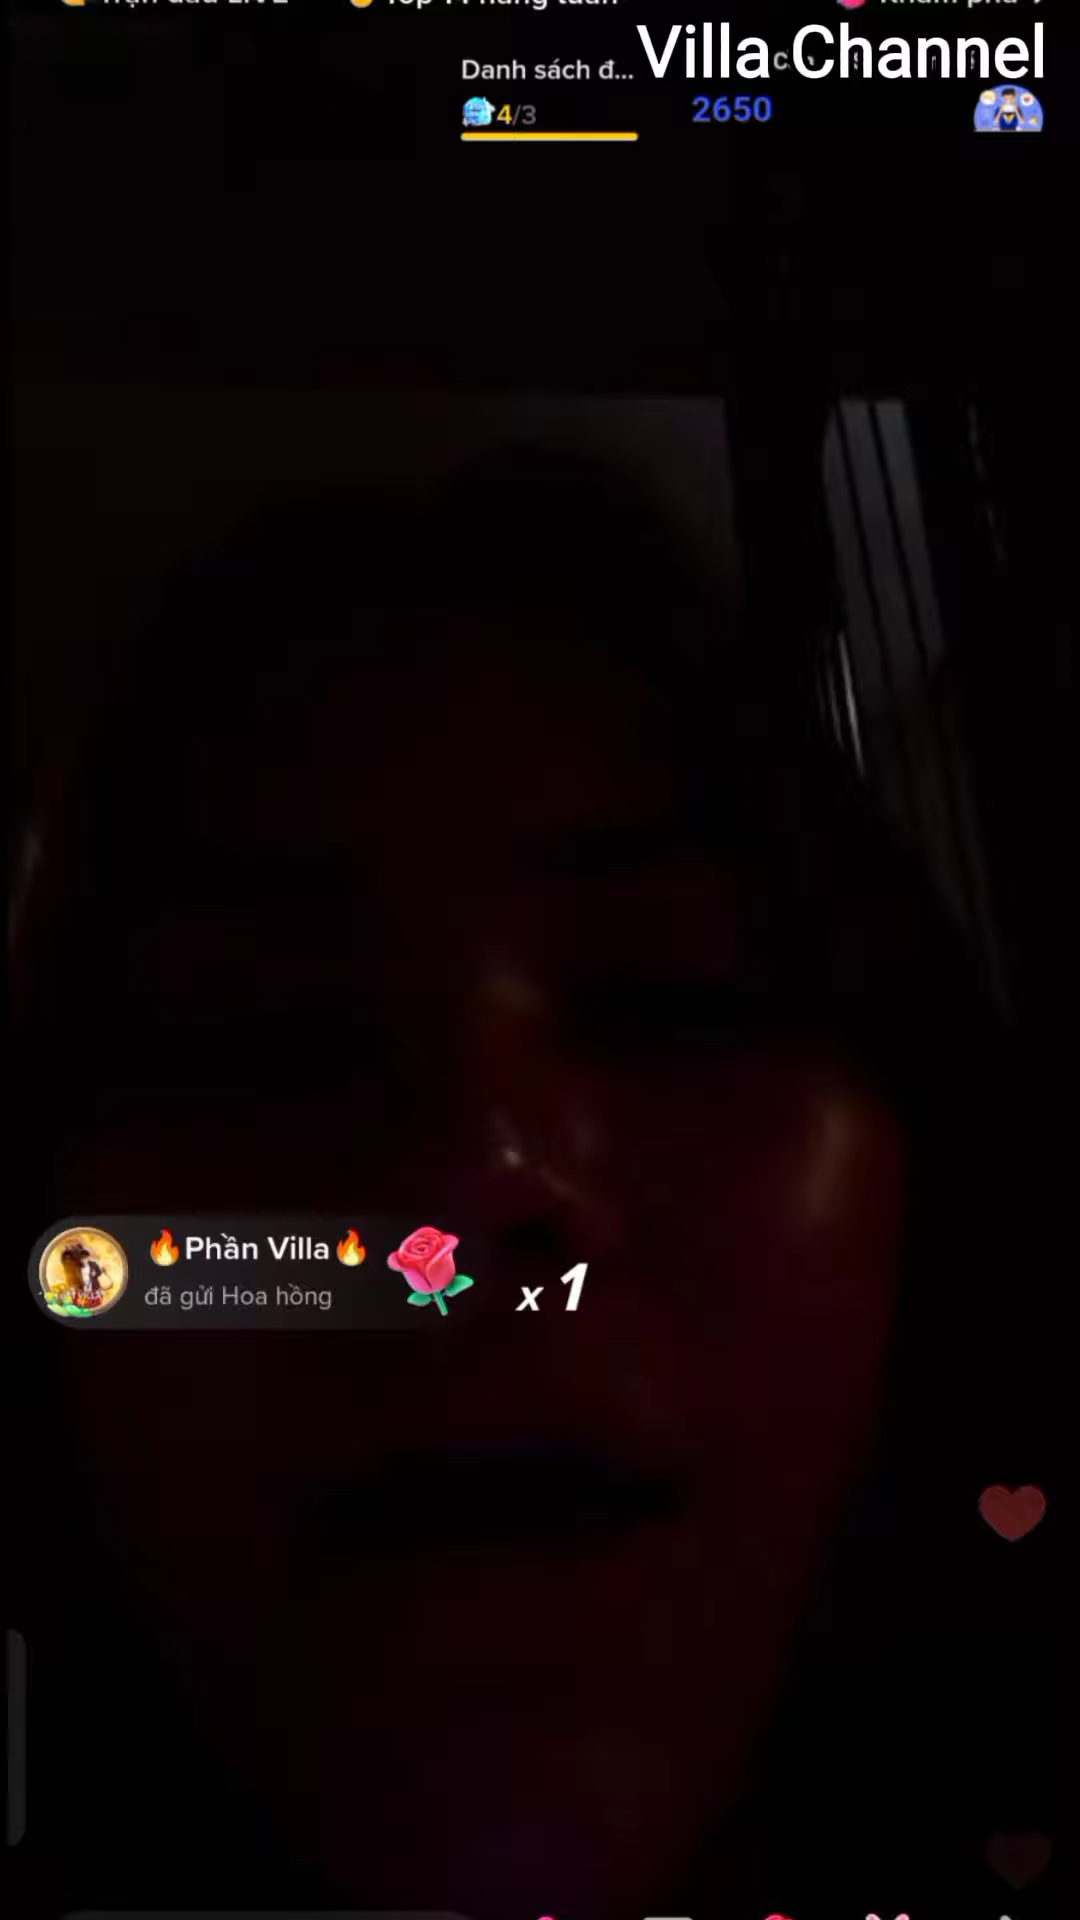 Villa Channel
Danh sách đ...
4/3
2650
🔥Phần Villa🔥
đã gửi Hoa hồng
x 1